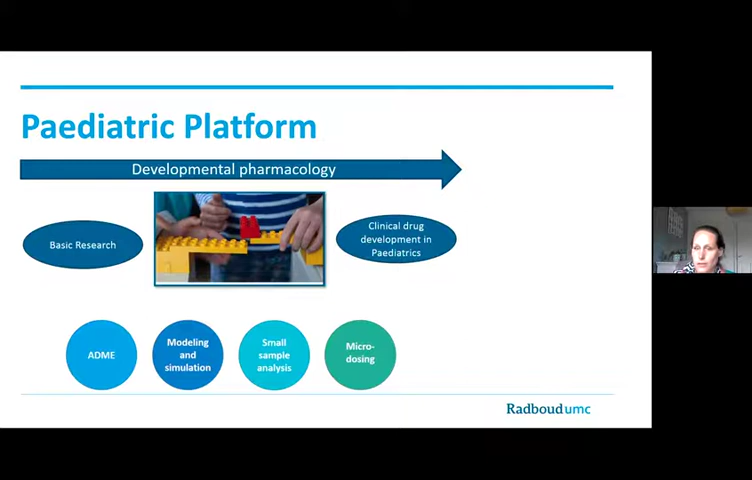 Paediatric Platform
Developmental pharmacology
Basic Research
Clinical drug
development in
Paediatrics
ADME
Modeling
and
simulation
Small
sample
analysis
Micro-
dosing
Radboudumc